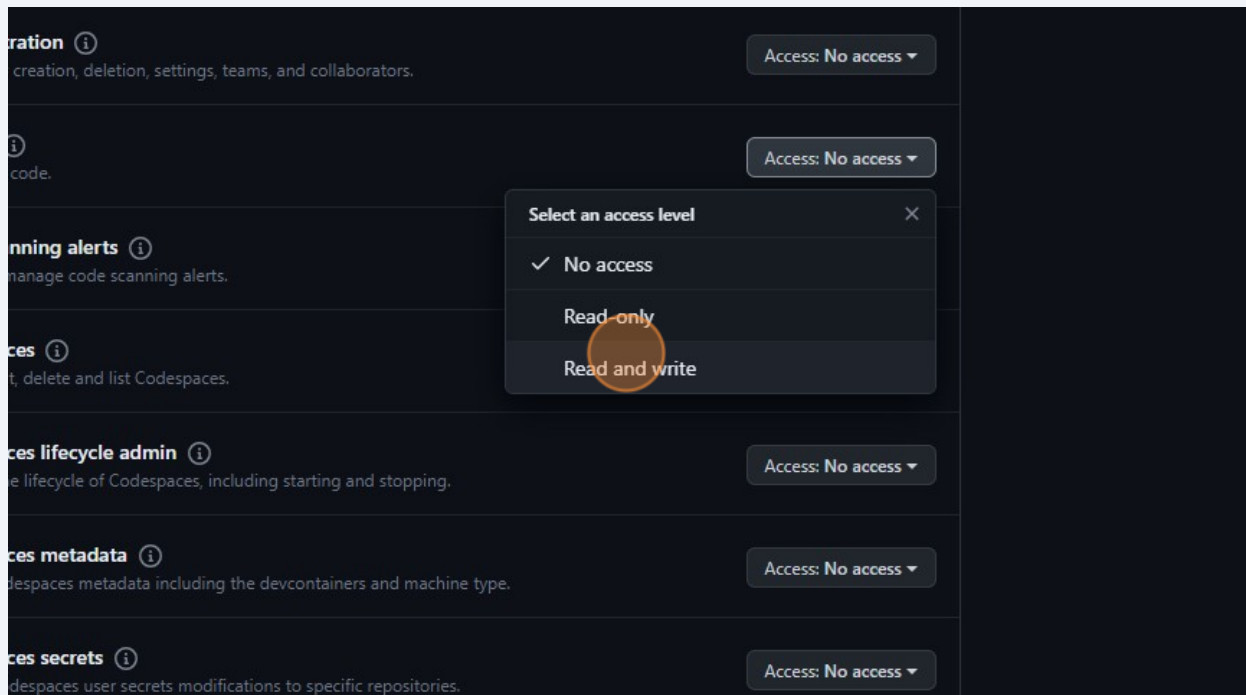 tration
creation, deletion, settings, teams, and collaborators.
Access: No access
code.
Access: No access
Select an access level
No access
Read-only
Read and write
nning alerts
manage code scanning alerts.
ces
t, delete and list Codespaces.
ces lifecycle admin
e lifecycle of Codespaces, including starting and stopping.
Access: No access
ces metadata
despaces metadata including the devcontainers and machine type.
Access: No access
ces secrets
despaces user secrets modifications to specific repositories.
Access: No access